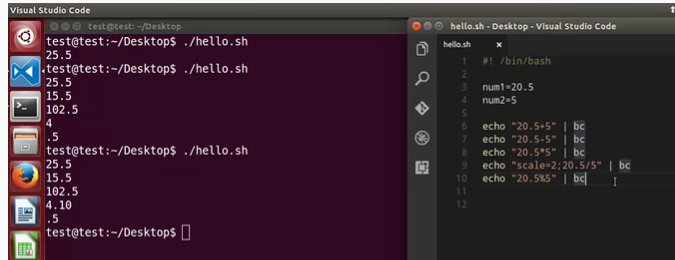 Visual Studio Code
test@test: ~/Desktop
test@test:~/Desktop$ ./hello.sh
25.5
test@test:~/Desktop$ ./hello.sh
25.5
15.5
102.5
4
.5
test@test:~/Desktop$ ./hello.sh
25.5
15.5
102.5
4.10
.5
test@test:~/Desktop$
hello.sh - Desktop - Visual Studio Code
hello.sh
1 #! /bin/bash
2
3 num1=20.5
4 num2=5
5
6 echo "20.5+5" | bc
7 echo "20.5-5" | bc
8 echo "20.5*5" | bc
9 echo "scale=2;20.5/5" | bc
10 echo "20.5%5" | bc
11
12